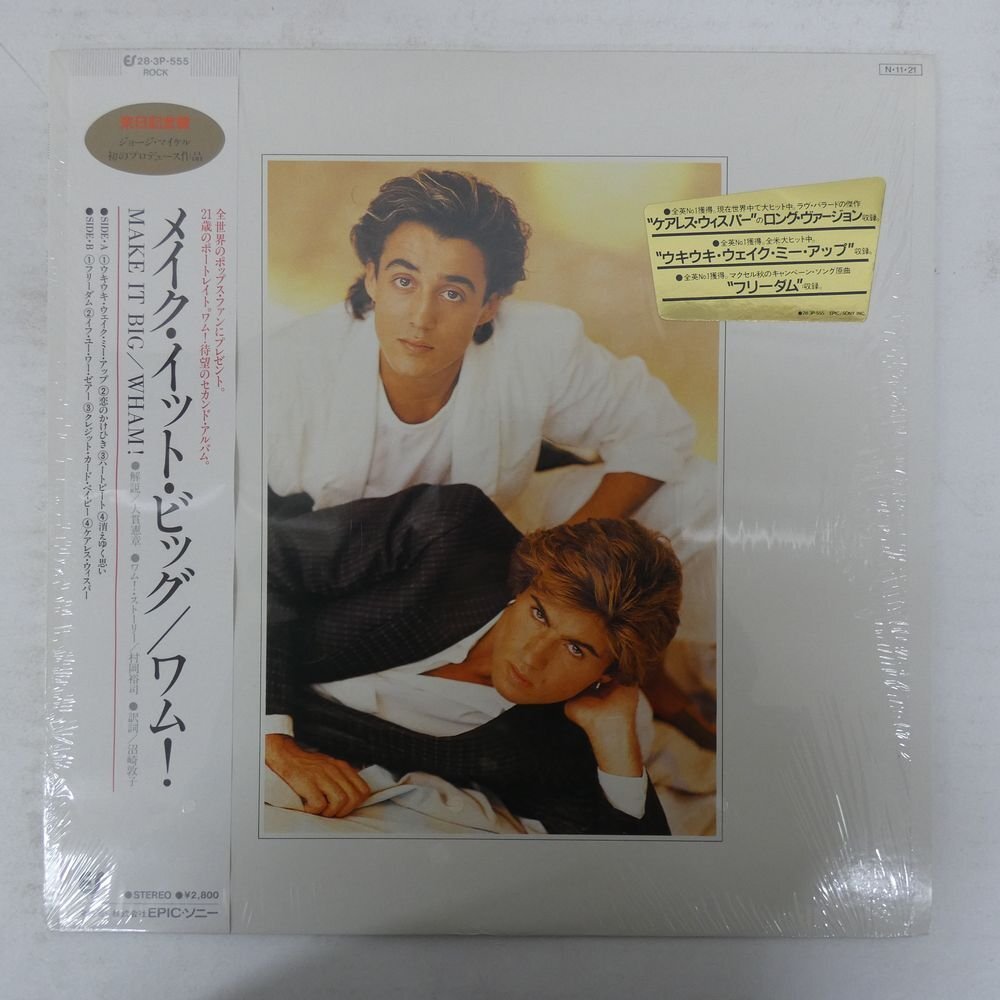 ES 28・3P-555
ROCK
来日記念盤
ジョージ・マイケル
初のプロデュース作品
全世界のポップス・ファンにプレゼント。
21歳のポートレイト。ワム!待望のセカンド・アルバム。
メイク・イット・ビッグ/ワム!
MAKE IT BIG/WHAM!
●解説/大貫憲章 ●ワム!・ストーリー/村岡裕司 ●訳詞/沼崎敦子
●SIDE・A ①ウキウキ・ウェイク・ミー・アップ ②恋のかけひき ③ハートビート ④消えゆく思い
●SIDE・B ①フリーダム ②イフ・ユー・ワー・ゼアー ③クレジット・カード・ベイビー ④ケアレス・ウィスパー
●STEREO ●¥2,800
株式会社EPIC・ソニー
N・11・21
●全英No.1獲得。現在世界中で大ヒット中。ラヴ・バラードの傑作
"ケアレス・ウィスパー"のロング・ヴァージョン収録。
●全英No.1獲得。全米大ヒット中。
"ウキウキ・ウェイク・ミー・アップ"収録。
●全英No.1獲得。マクセル秋のキャンペーン・ソング原曲
"フリーダム"収録。
●28・3P-555 EPIC/SONY INC.